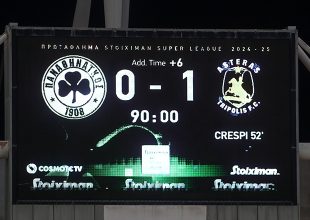 ΠΡΩΤΑΘΛΗΜΑ STOIXIMAN SUPER LEAGUE 2024 - 25
Add. Time +6
ΠΑΝΑΘΗΝΑΪΚΟΣ
1908
0 - 1
ASTERAS
TRIPOLIS F.C.
90:00
CRESPI 52'
COSMOTE TV
Stoiximan
Stoiximan
Stoiximan
Stoiximan